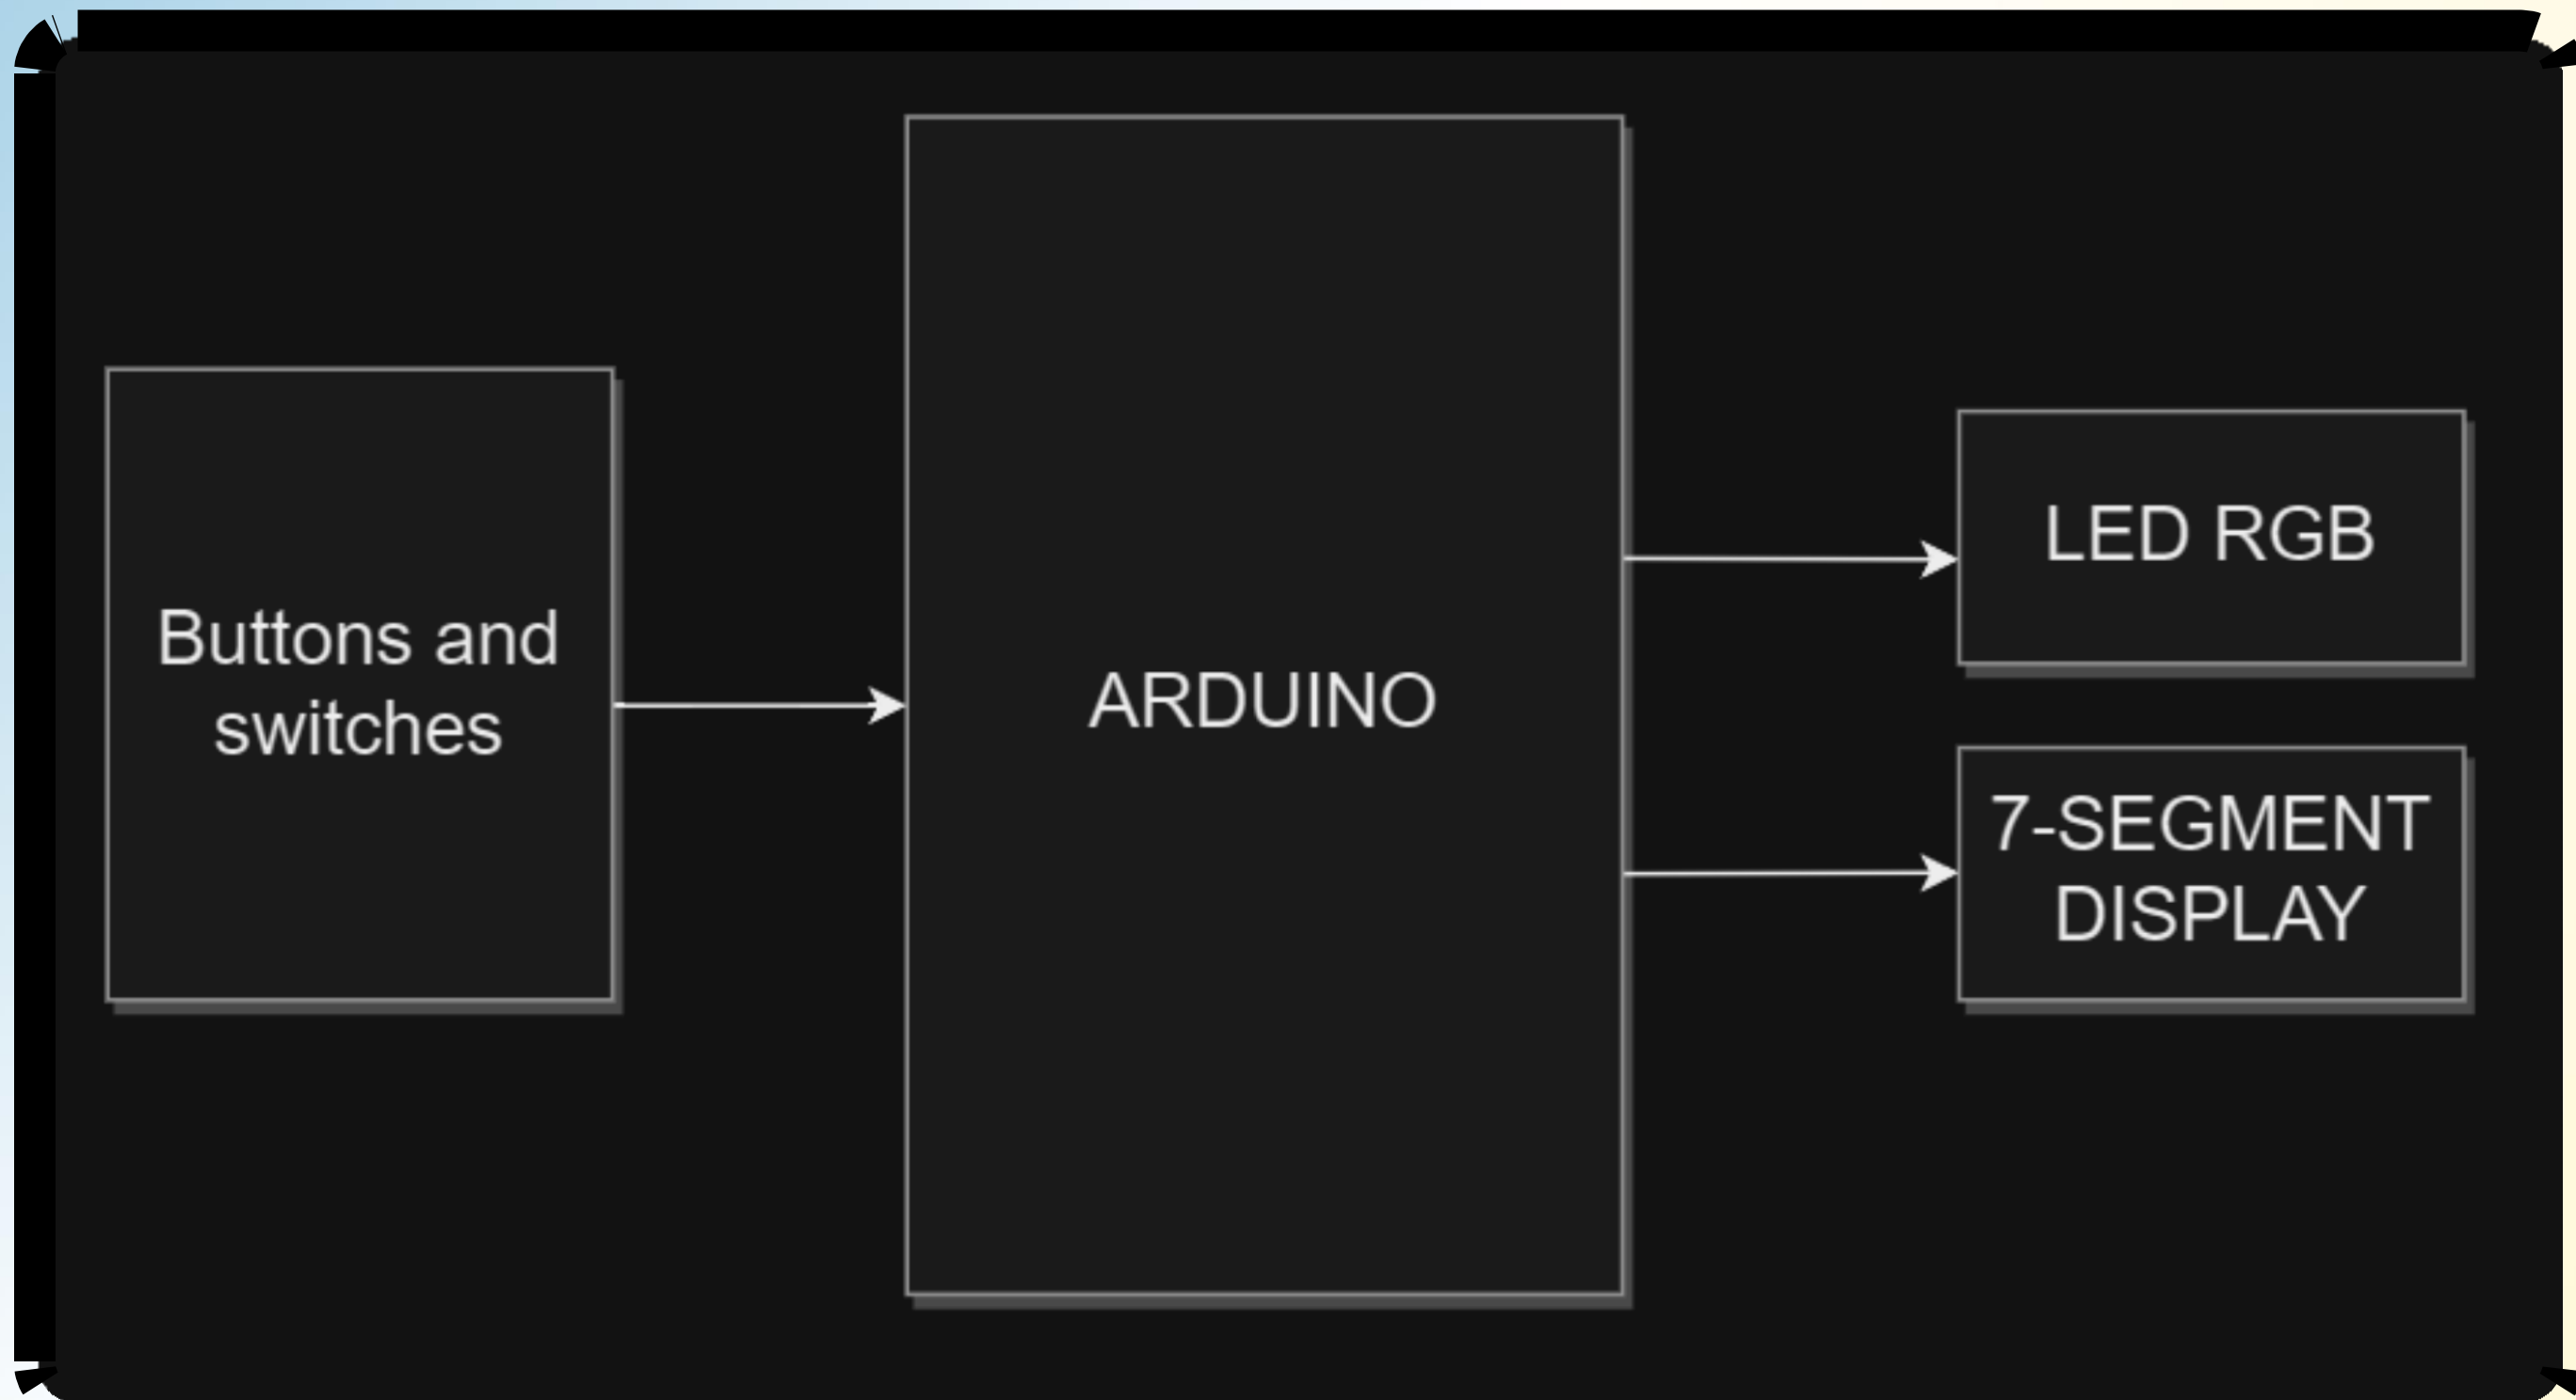 Buttons and
switches
ARDUINO
LED RGB
7-SEGMENT
DISPLAY